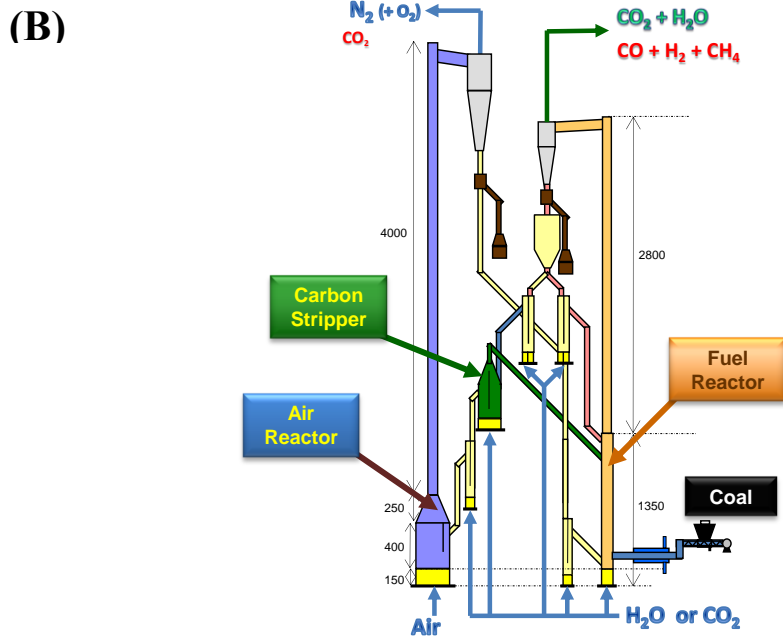 (B)
N₂ (+ O₂)
CO₂
CO₂ + H₂O
CO + H₂ + CH₄
4000
2800
Carbon
Stripper
Fuel
Reactor
Air
Reactor
250
400
150
1350
Coal
Air
H₂O or CO₂